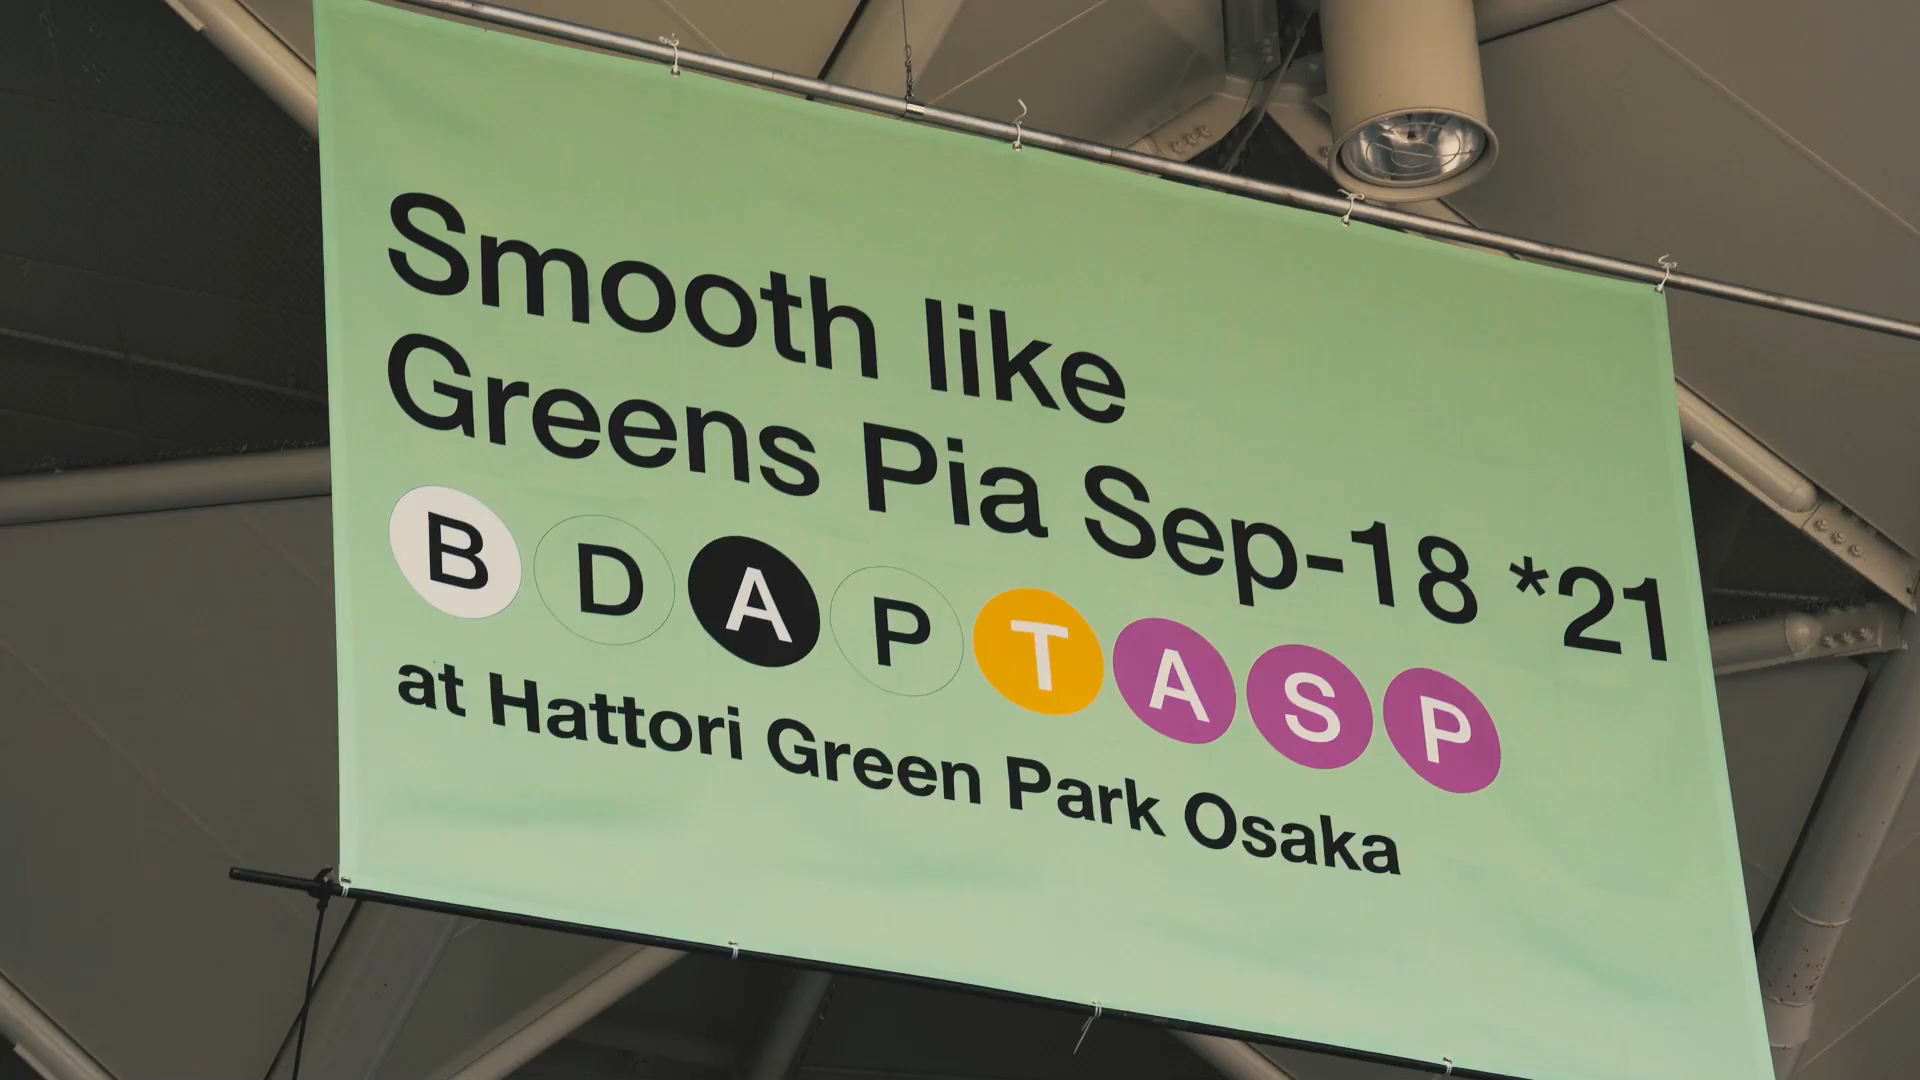 Smooth like
Greens Pia Sep-18 *21
B D A P T A S P
at Hattori Green Park Osaka